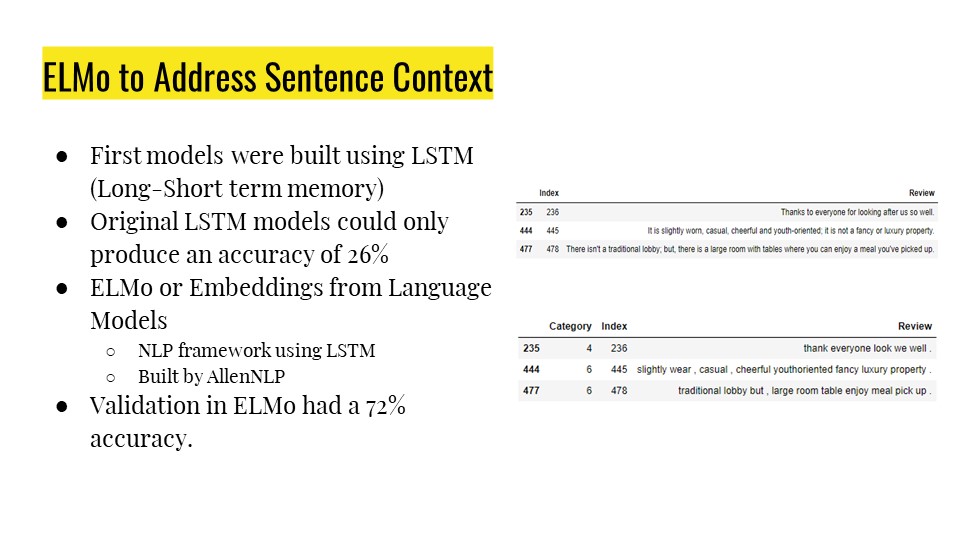 ELMo to Address Sentence Context
● First models were built using LSTM
(Long-Short term memory)
● Original LSTM models could only
produce an accuracy of 26%
● ELMo or Embeddings from Language
Models
○ NLP framework using LSTM
○ Built by AllenNLP
● Validation in ELMo had a 72%
accuracy.
Index Review
235 236 Thanks to everyone for looking after us so well.
444 445 It is slightly worn, casual, cheerful and youth-oriented; it is not a fancy or luxury property.
477 478 There isn't a traditional lobby; but, there is a large room with tables where you can enjoy a meal you've picked up.
Category Index Review
235 4 236 thank everyone look we well .
444 6 445 slightly wear , casual , cheerful youthoriented fancy luxury property .
477 6 478 traditional lobby but , large room table enjoy meal pick up .